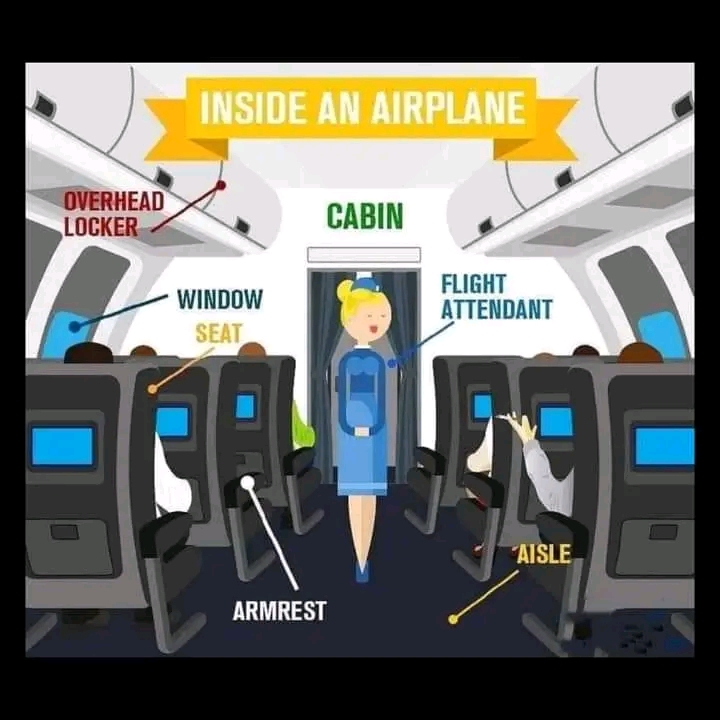 INSIDE AN AIRPLANE
OVERHEAD
LOCKER
CABIN
FLIGHT
ATTENDANT
WINDOW
SEAT
AISLE
ARMREST